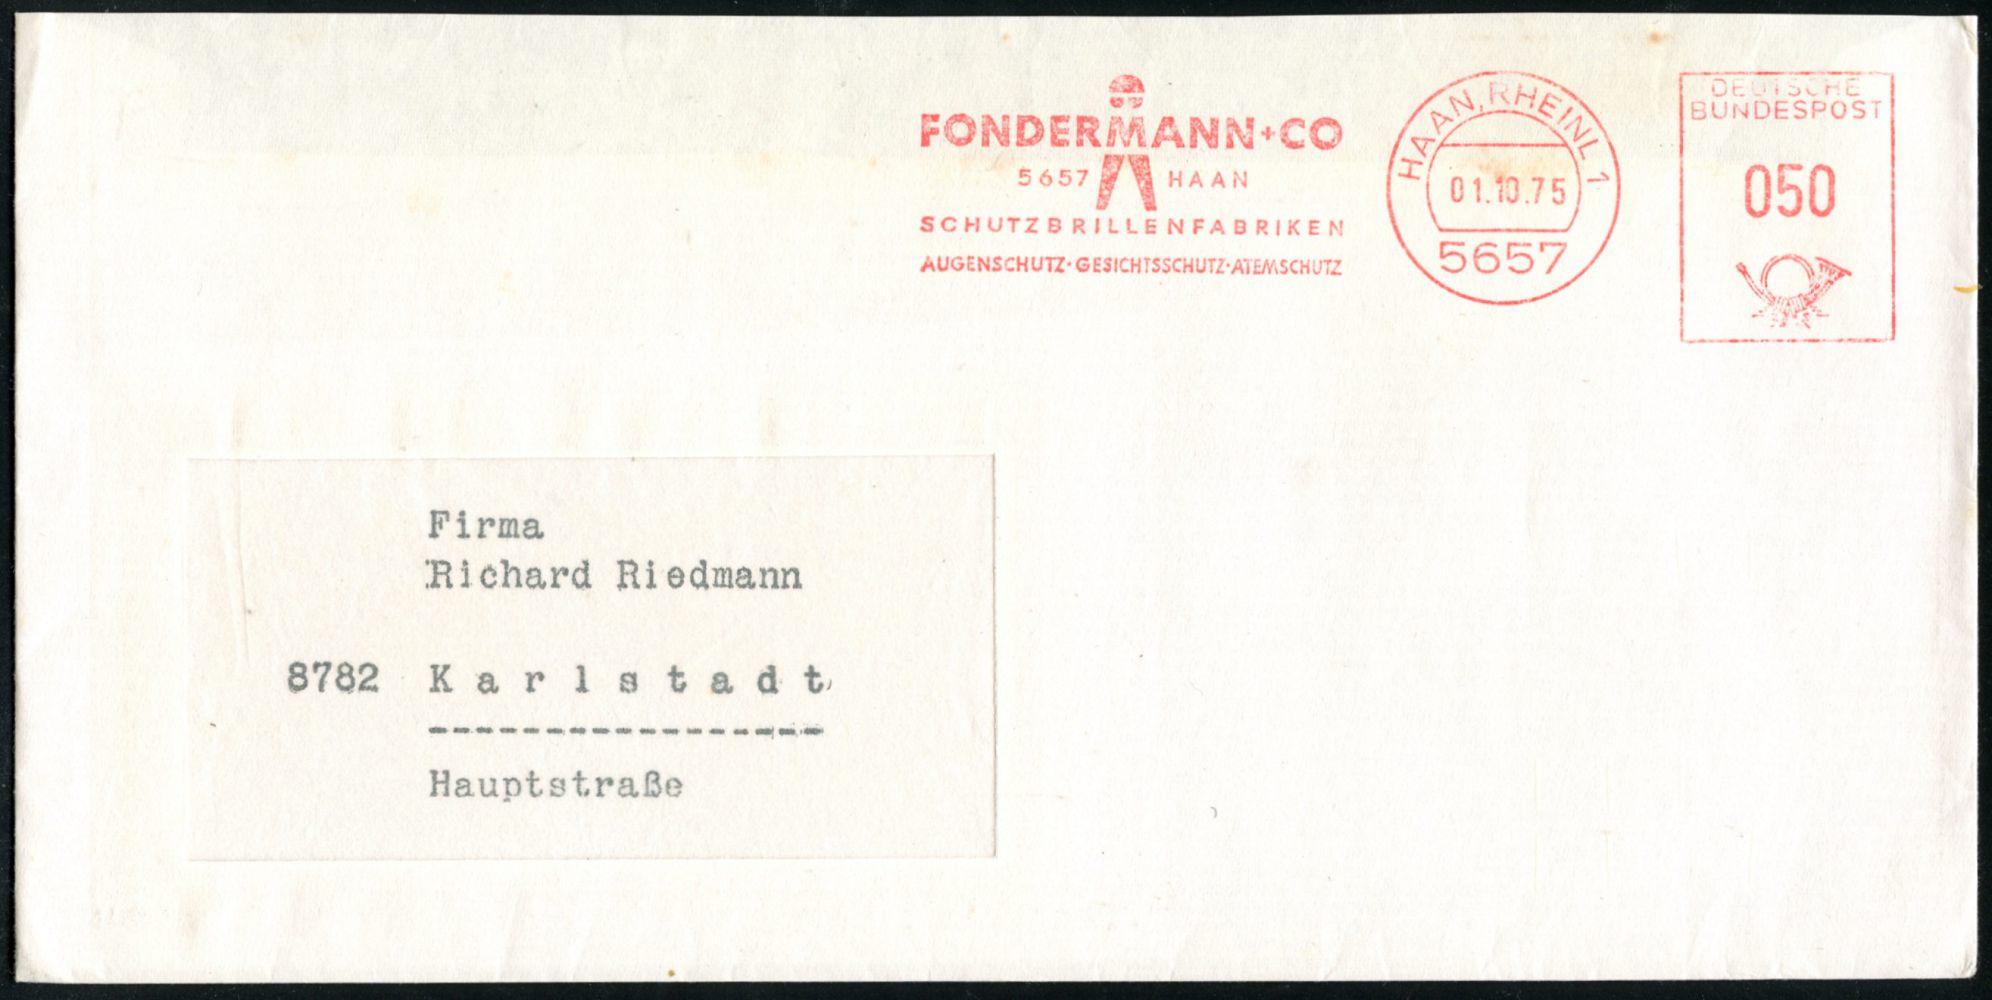 FONDERMANN+CO
5657 HAAN
SCHUTZBRILLENFABRIKEN
AUGENSCHUTZ·GESICHTSSCHUTZ·ATEMSCHUTZ
HAAN, RHEINL 1
01.10.75
5657
DEUTSCHE
BUNDESPOST
050
Firma
Richard Riedmann
8782 Karlstadt
-----------------
Hauptstraße